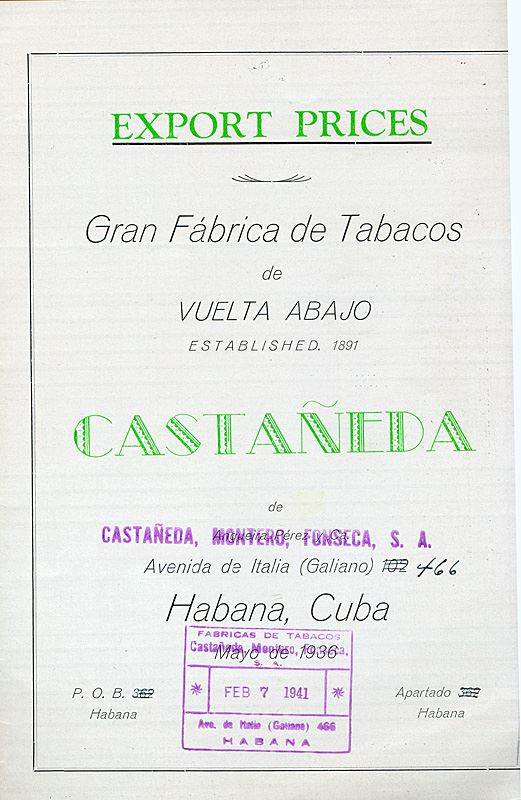 EXPORT PRICES
Gran Fábrica de Tabacos
de
VUELTA ABAJO
ESTABLISHED. 1891
CASTAÑEDA
de
Angueira Pérez y Ca.
CASTAÑEDA, MONTERO, FONSECA, S. A.
Avenida de Italia (Galiano) 102 466
Habana, Cuba
FABRICAS DE TABACOS
Castañeda, Montero, Fonseca,
Mayo de 1936
S. A.
P. O. B. 362
FEB 7 1941
Apartado 362
Habana
Habana
Ave. de Italia (Galiano) 466
HABANA